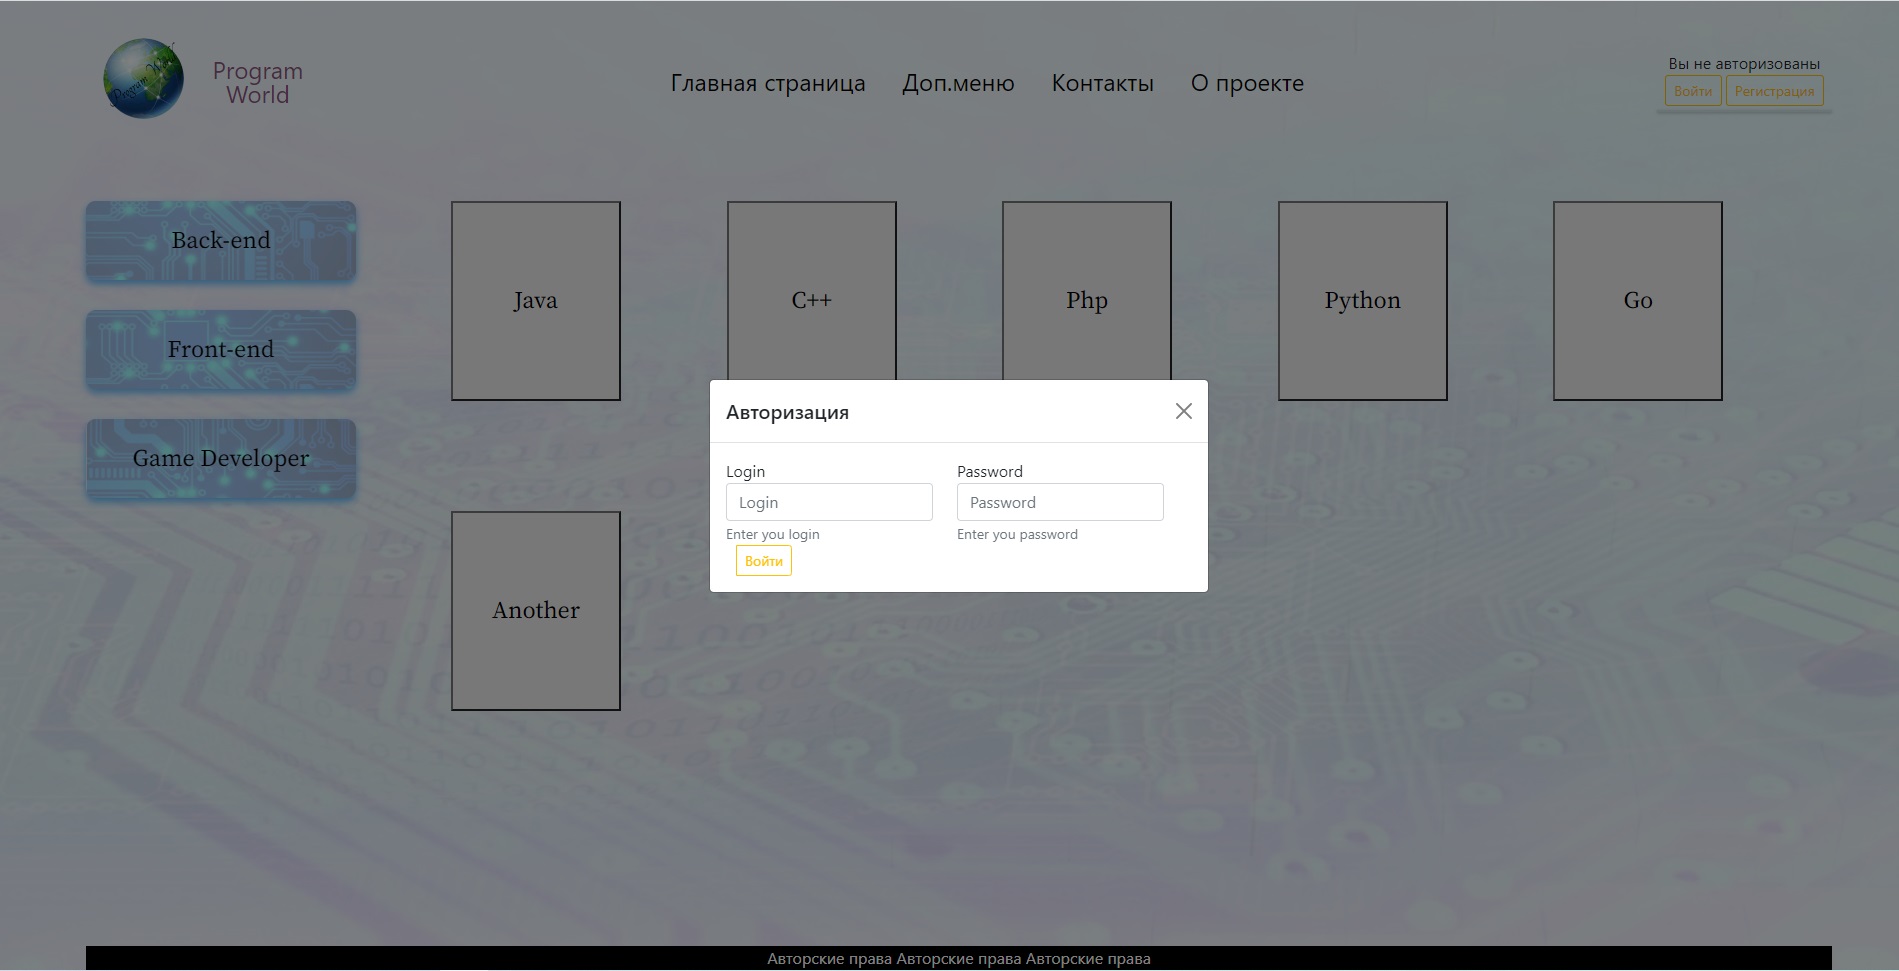 Program World
Program
World
Главная страница Доп.меню Контакты О проекте
Вы не авторизованы
Войти Регистрация
Back-end
Front-end
Game Developer
Java C++ Php Python Go
Another
Авторизация
Login Password
Login Password
Enter you login Enter you password
Войти
Авторские права Авторские права Авторские права